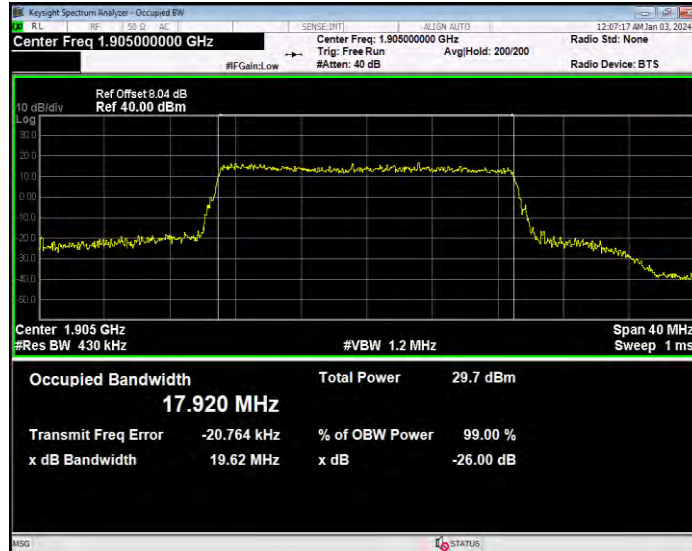 Keysight Spectrum Analyzer - Occupied BW
RL RF 50 Ω AC SENSE:INT ALIGN AUTO 12:07:17 AM Jan 03, 2024
Center Freq 1.905000000 GHz Center Freq: 1.905000000 GHz Radio Std: None
Trig: Free Run Avg|Hold: 200/200
#IFGain:Low #Atten: 40 dB Radio Device: BTS
Ref Offset 8.04 dB
10 dB/div Ref 40.00 dBm
Log
30.0
20.0
10.0
0.00
-10.0
-20.0
-30.0
-40.0
-50.0
Center 1.905 GHz Span 40 MHz
#Res BW 430 kHz #VBW 1.2 MHz Sweep 1 ms
Occupied Bandwidth Total Power 29.7 dBm
17.920 MHz
Transmit Freq Error -20.764 kHz % of OBW Power 99.00 %
x dB Bandwidth 19.62 MHz x dB -26.00 dB
MSG STATUS